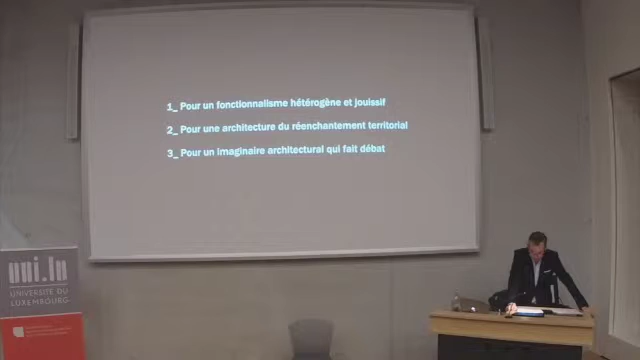 1_ Pour un fonctionnalisme hétérogène et jouissif
2_ Pour une architecture du réenchantement territorial
3_ Pour un imaginaire architectural qui fait débat
uni.lu
UNIVERSITÉ DU
LUXEMBOURG